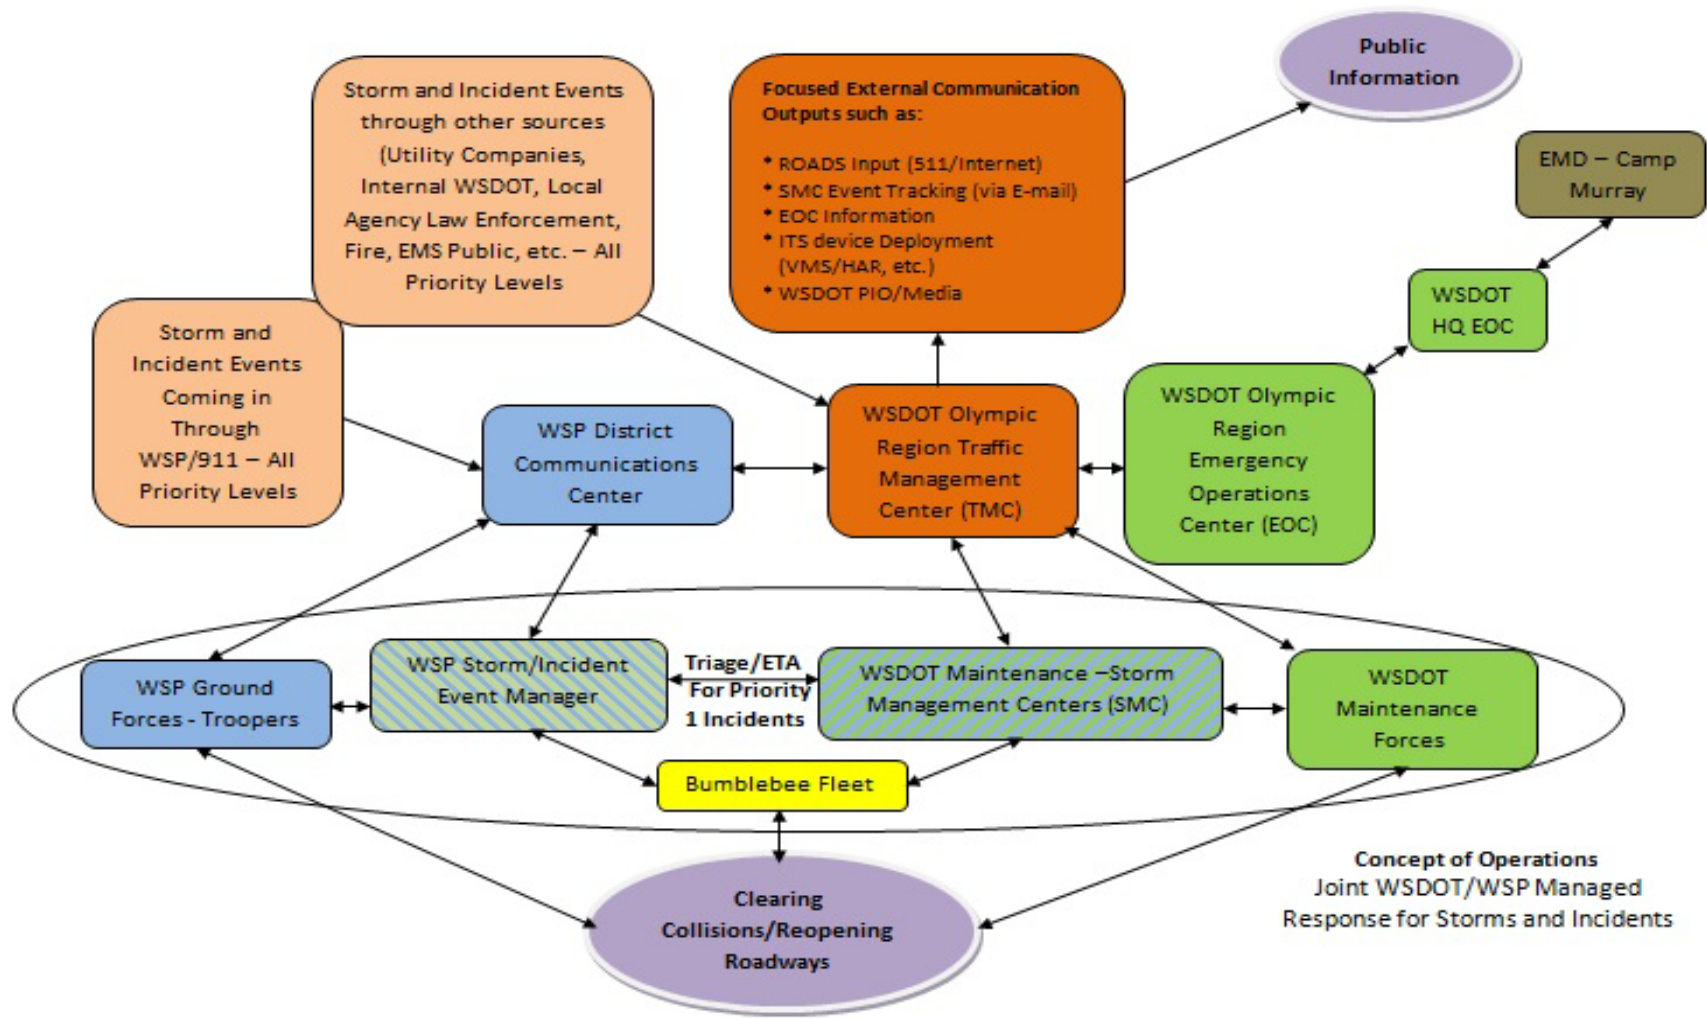 Public
Information
Storm and Incident Events
through other sources
(Utility Companies,
Internal WSDOT, Local
Agency Law Enforcement,
Fire, EMS Public, etc. – All
Priority Levels
Focused External Communication
Outputs such as:
* ROADS Input (511/Internet)
* SMC Event Tracking (via E-mail)
* EOC Information
* ITS device Deployment
(VMS/HAR, etc.)
* WSDOT PIO/Media
EMD – Camp
Murray
WSDOT
HQ EOC
Storm and
Incident Events
Coming in
Through
WSP/911 – All
Priority Levels
WSP District
Communications
Center
WSDOT Olympic
Region Traffic
Management
Center (TMC)
WSDOT Olympic
Region
Emergency
Operations
Center (EOC)
WSP Ground
Forces - Troopers
WSP Storm/Incident
Event Manager
Triage/ETA
For Priority
1 Incidents
WSDOT Maintenance –Storm
Management Centers (SMC)
WSDOT
Maintenance
Forces
Bumblebee Fleet
Clearing
Collisions/Reopening
Roadways
Concept of Operations
Joint WSDOT/WSP Managed
Response for Storms and Incidents